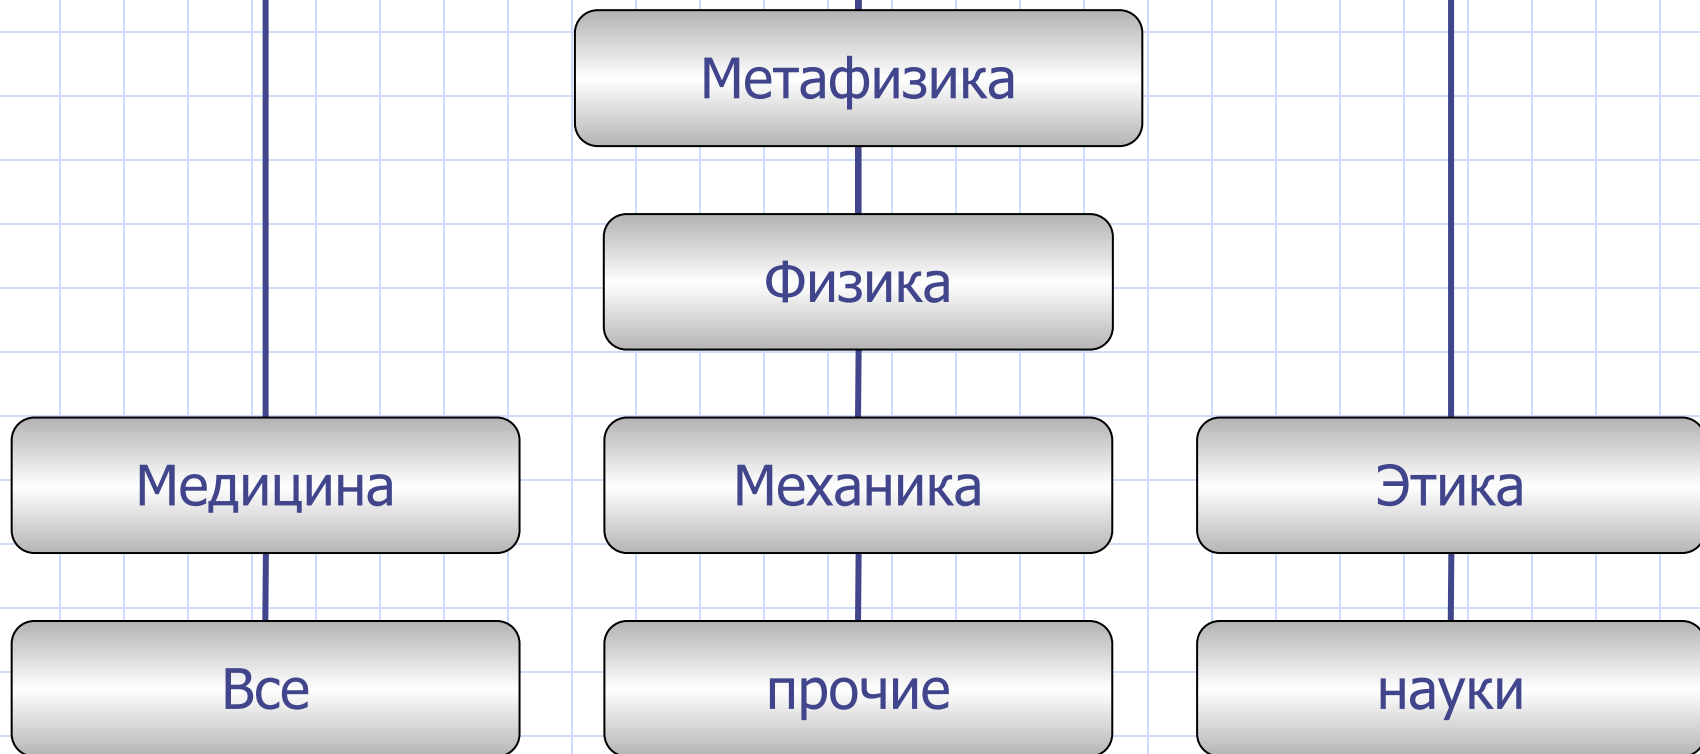 Метафизика
Физика
Медицина
Механика
Этика
Все
прочие
науки